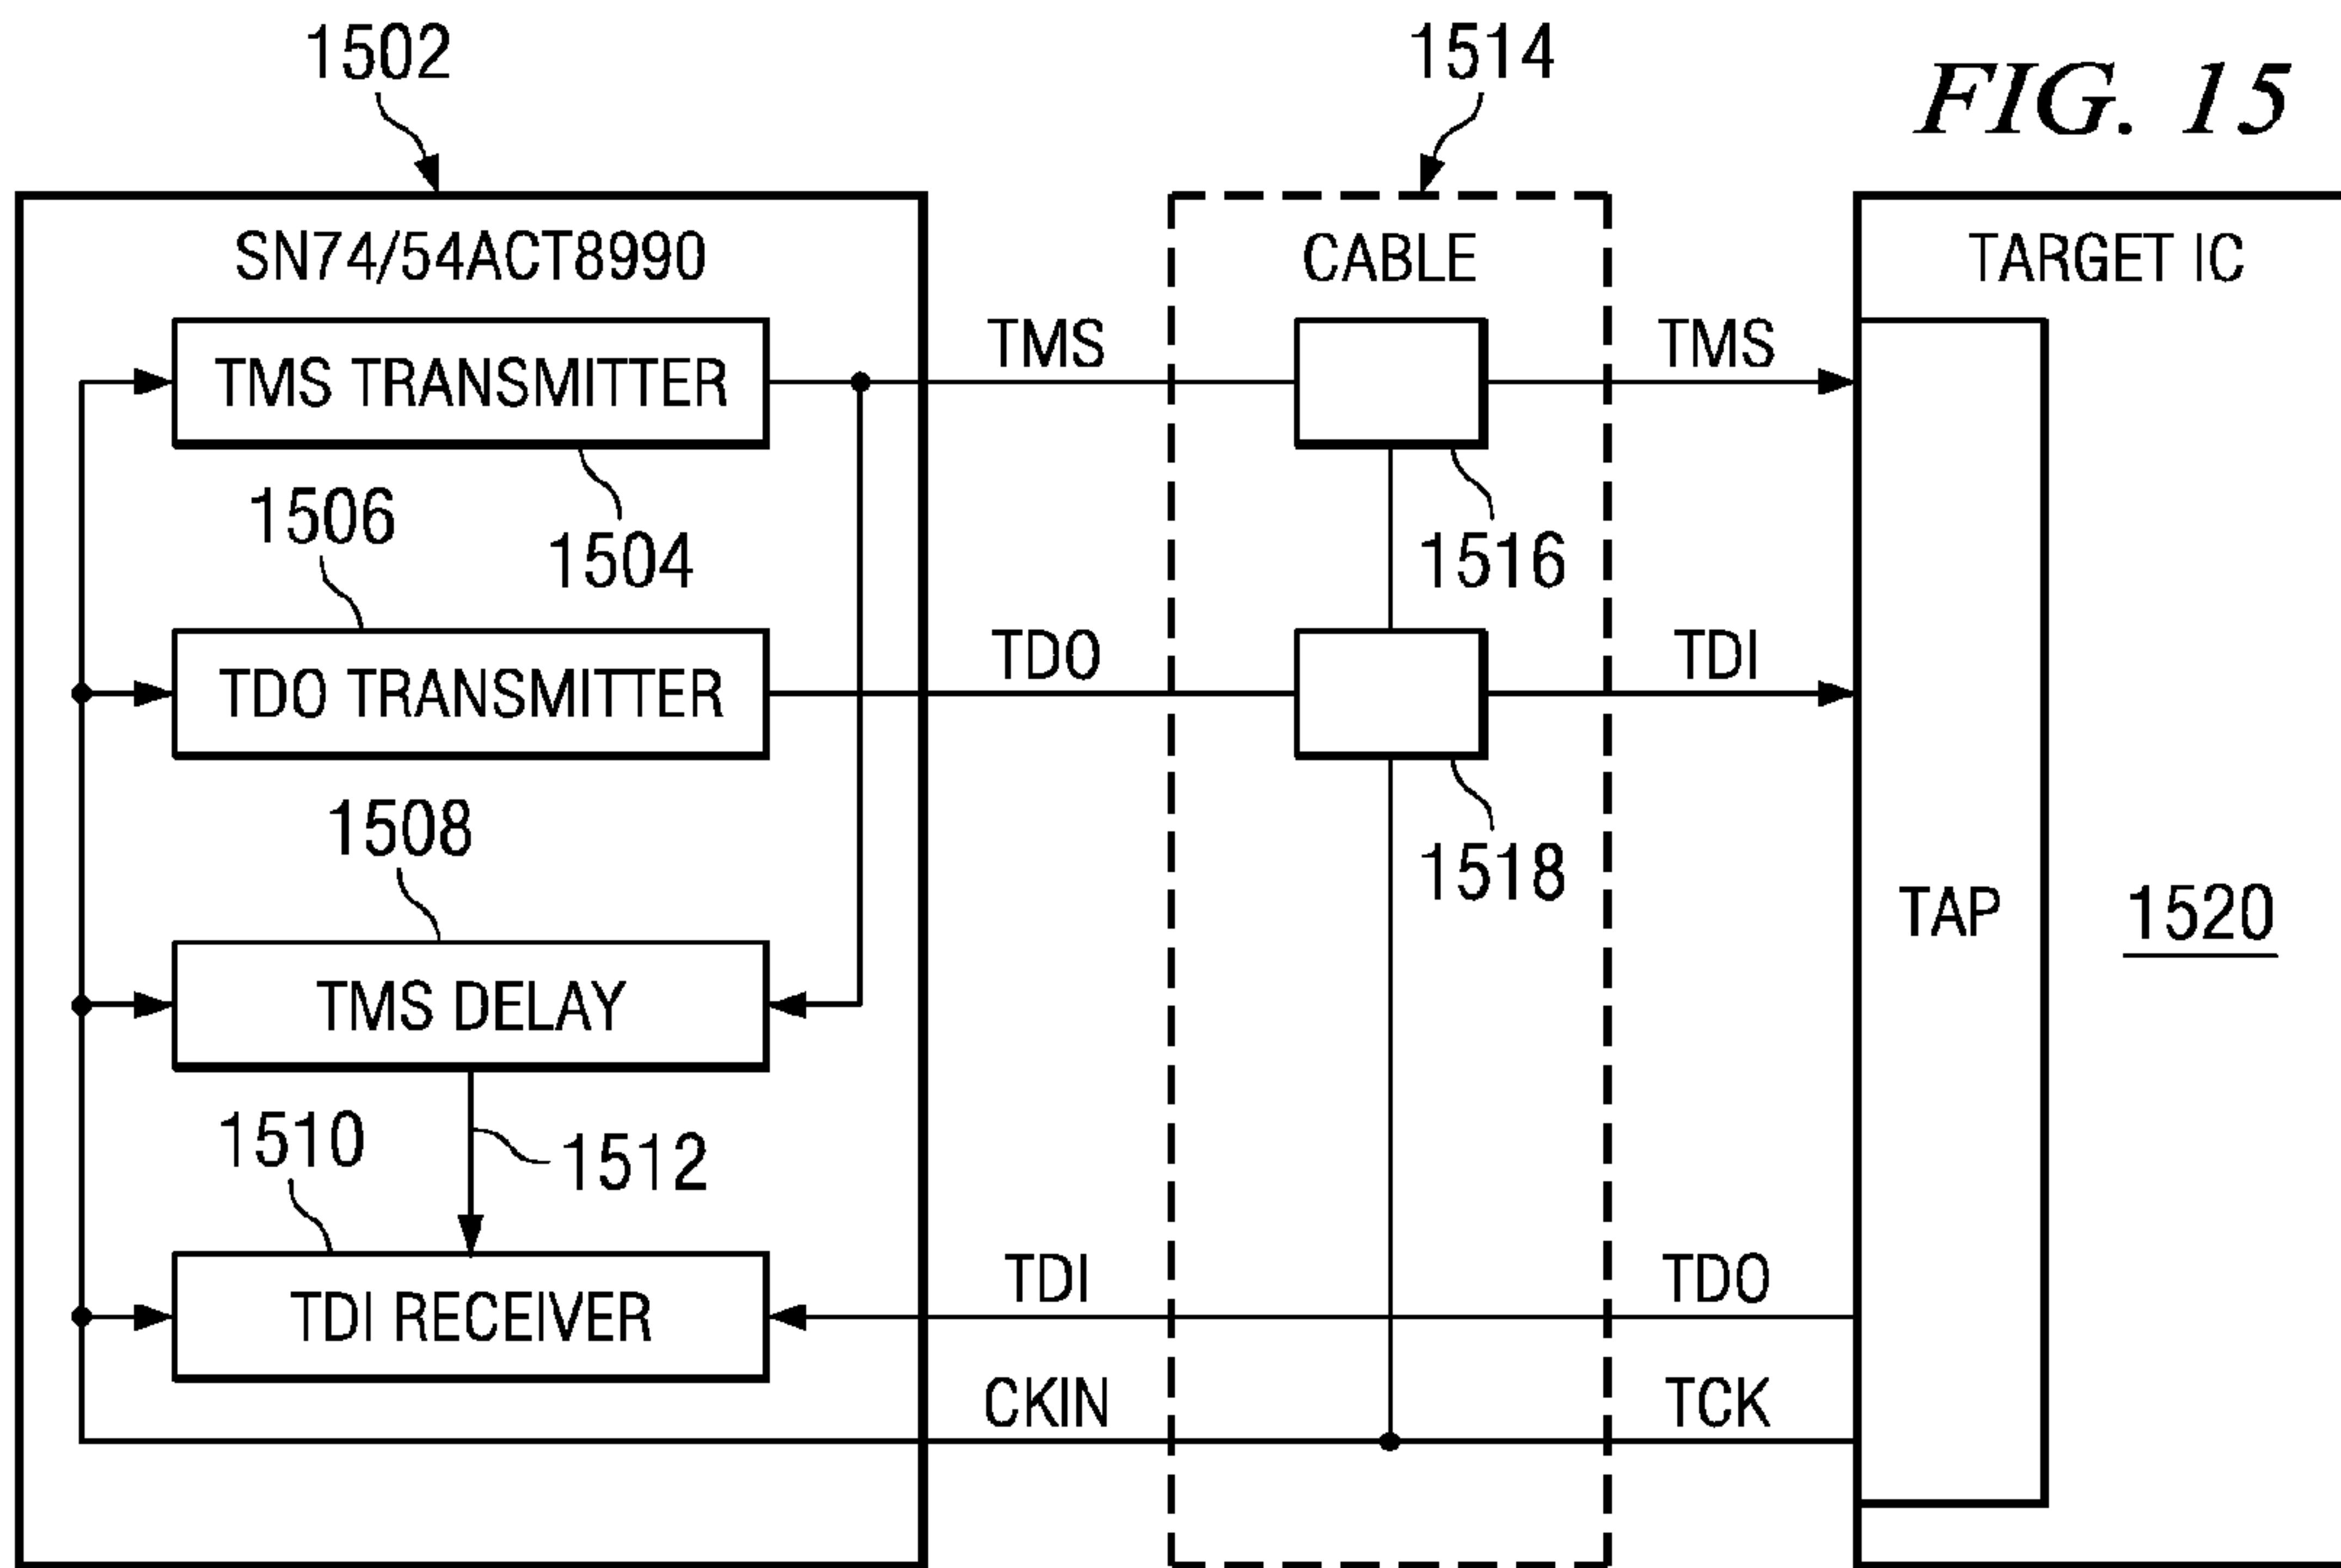 1502
1514
FIG. 15
SN74/54ACT8990
CABLE
TARGET IC
TMS TRANSMITTER
TMS
TMS
1506
1504
1516
TDO TRANSMITTER
TDO
TDI
1508
1518
TAP
1520
TMS DELAY
1510
1512
TDI RECEIVER
TDI
TDO
CKIN
TCK